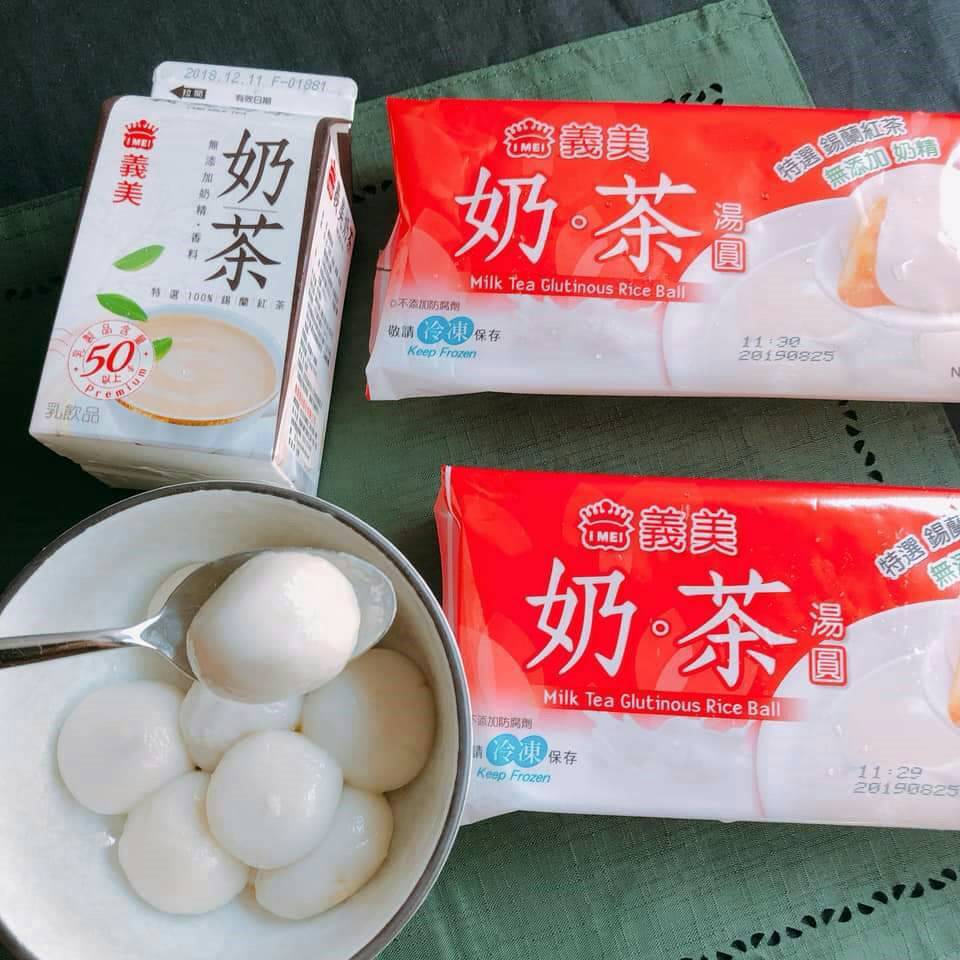 2018.12.11 F-01881
拉開
有效日期
I MEI
義美
奶茶
無添加奶精·香料
特選100%錫蘭紅茶
乳製品含量
50%
以上
Premium
乳飲品
I MEI 義美
奶·茶 湯圓
Milk Tea Glutinous Rice Ball
特選 錫蘭紅茶
無添加 奶精
不添加防腐劑
敬請 冷凍 保存
Keep Frozen
11:30
20190825
I MEI 義美
奶·茶 湯圓
Milk Tea Glutinous Rice Ball
特選 錫蘭
無添
不添加防腐劑
請 冷凍 保存
Keep Frozen
11:29
20190825